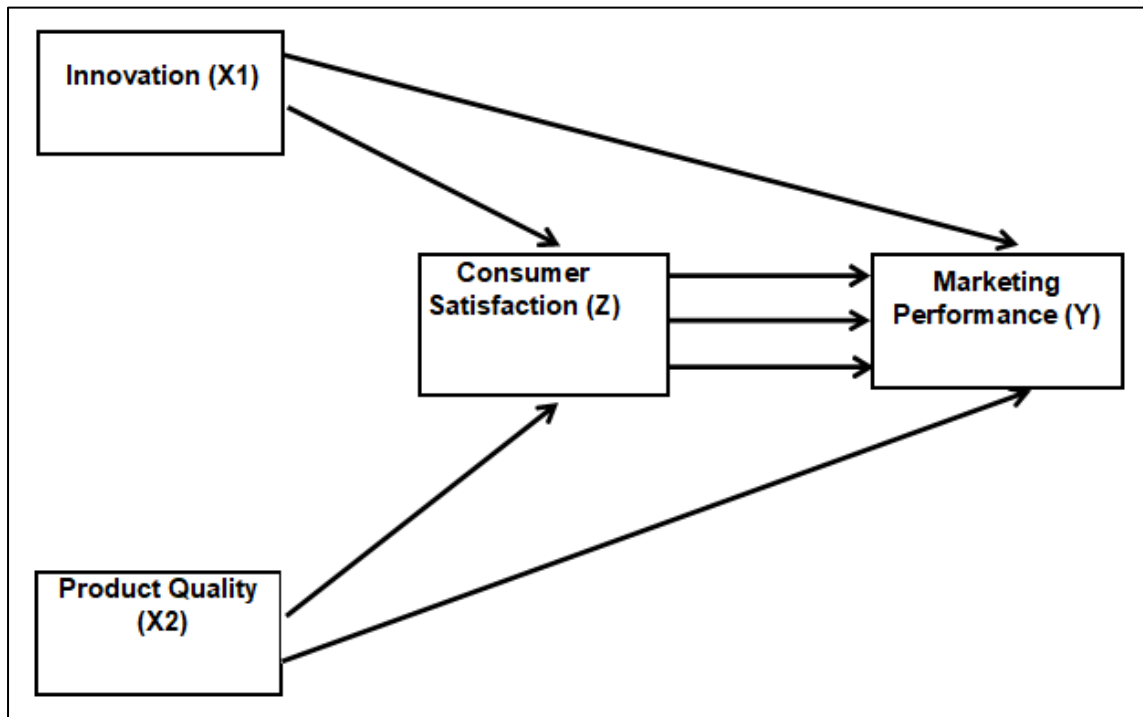 Innovation (X1)
Consumer
Satisfaction (Z)
Marketing
Performance (Y)
Product Quality
(X2)